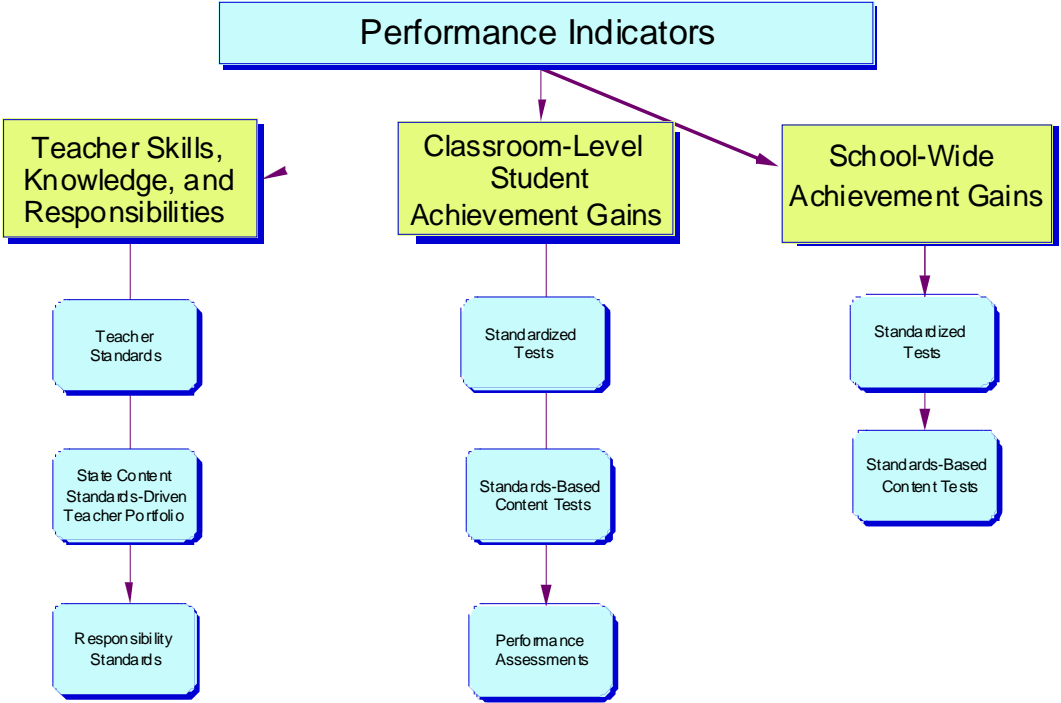 Performance Indicators
Teacher Skills,
Knowledge, and
Responsibilities
Classroom-Level
Student
Achievement Gains
School-Wide
Achievement Gains
Teacher
Standards
Standardized
Tests
Standardized
Tests
State Content
Standards-Driven
Teacher Portfolio
Standards-Based
Content Tests
Standards-Based
Content Tests
Responsibility
Standards
Performance
Assessments